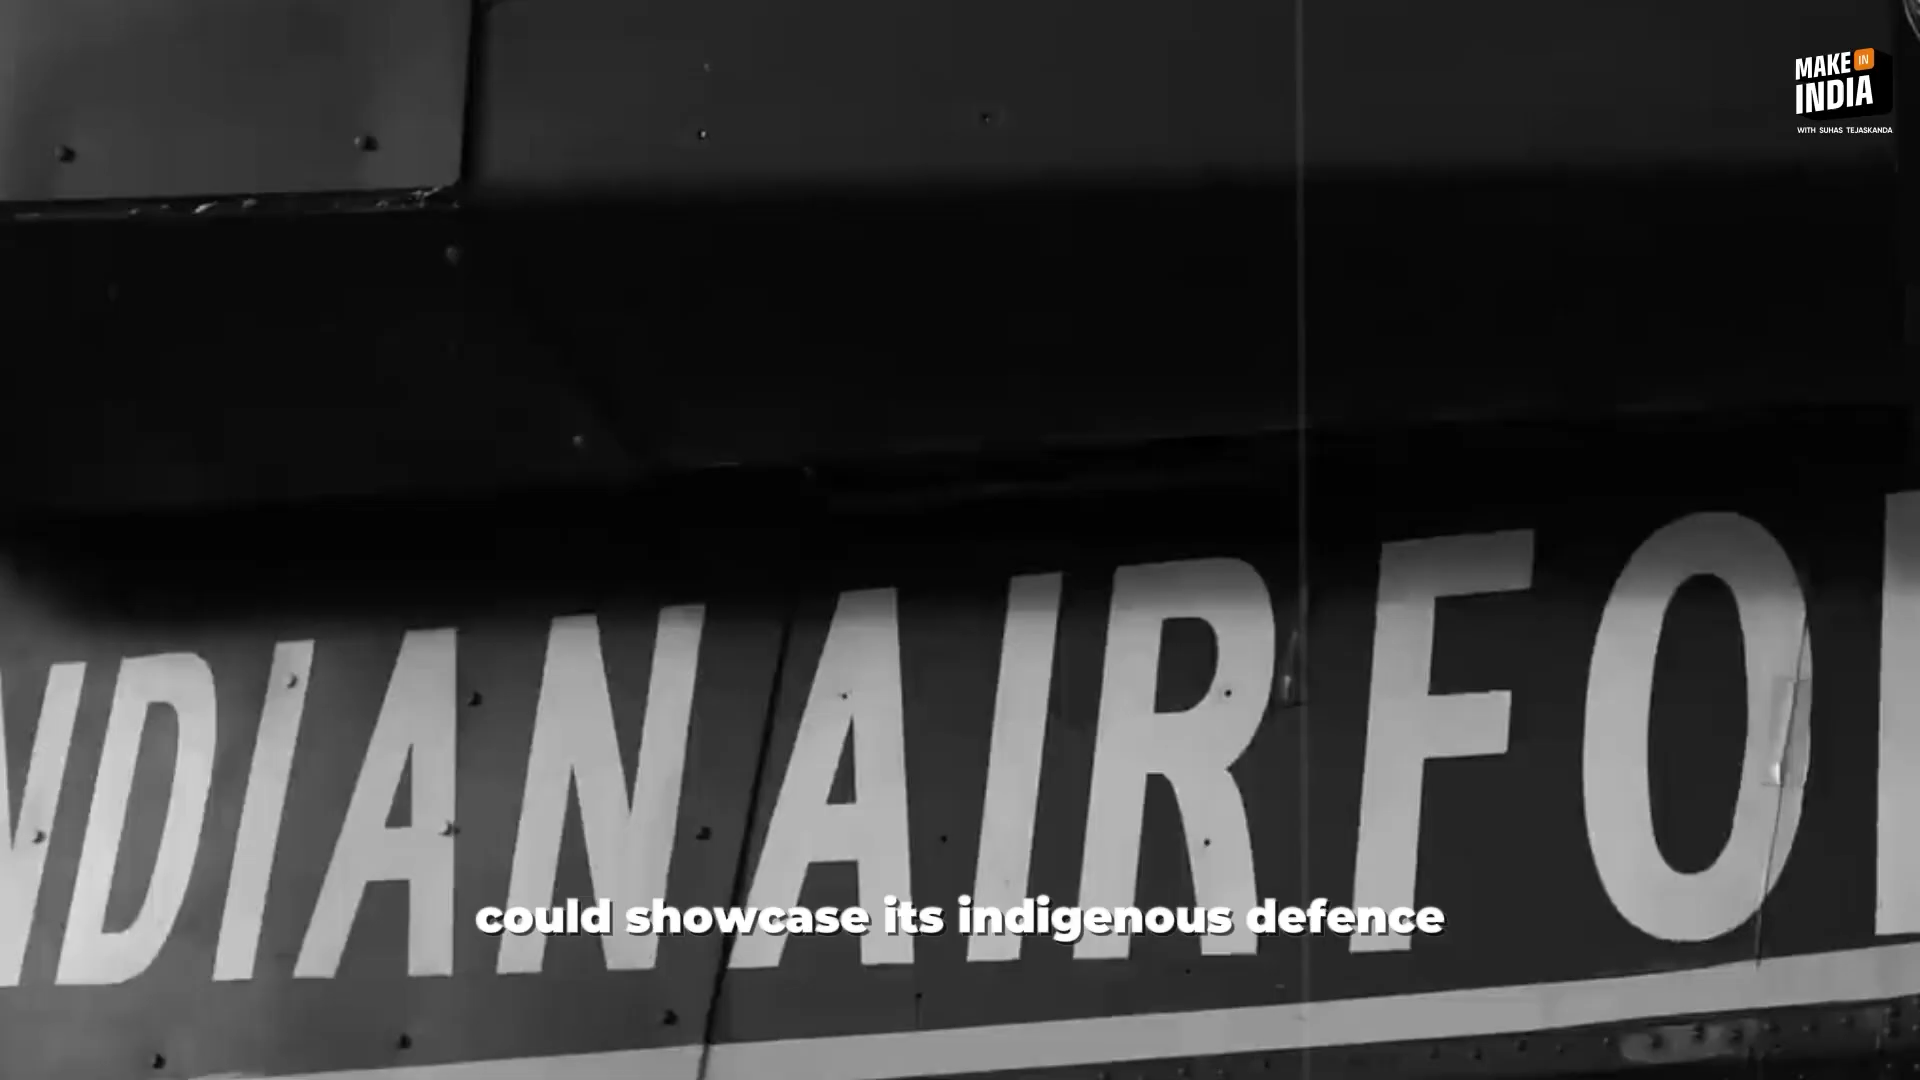 MAKE IN
INDIA
WITH SUHAS TEJASKANDA
NDIAN AIR FO
could showcase its indigenous defence